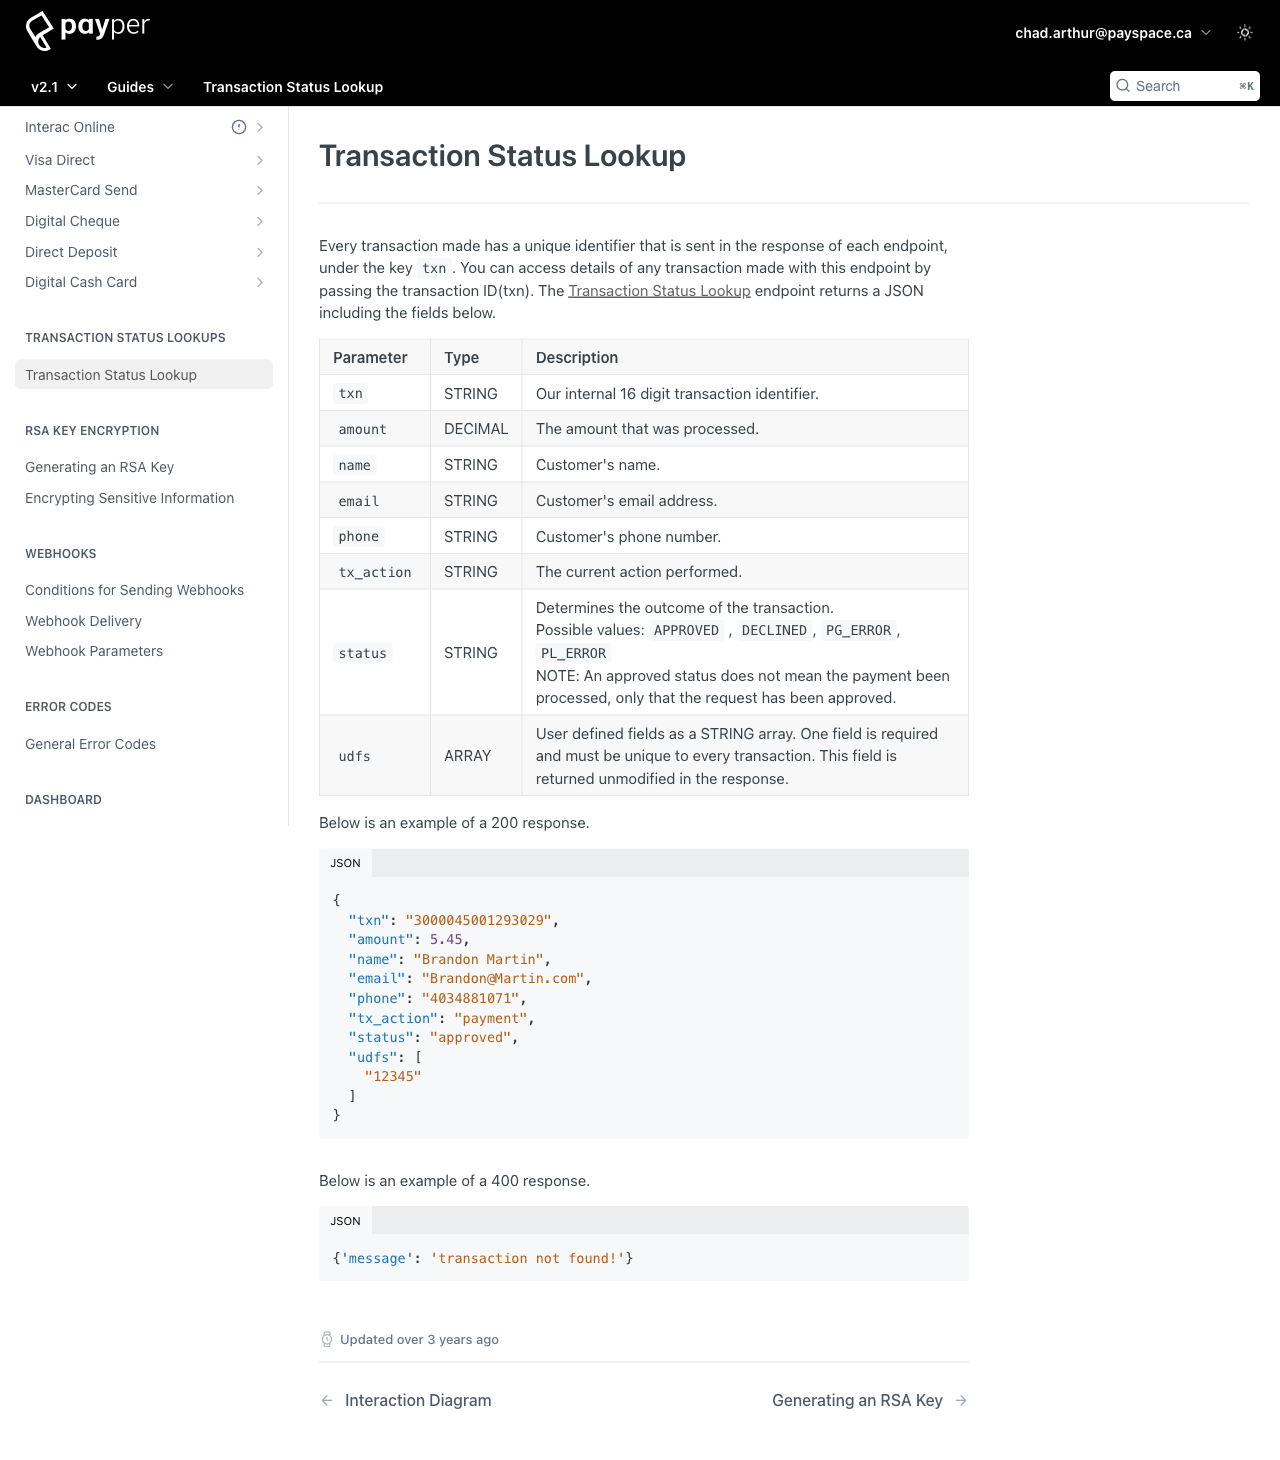 payper
chad.arthur@payspace.ca
v2.1 Guides Transaction Status Lookup
Search ⌘K
Interac Online
Visa Direct
MasterCard Send
Digital Cheque
Direct Deposit
Digital Cash Card
TRANSACTION STATUS LOOKUPS
Transaction Status Lookup
RSA KEY ENCRYPTION
Generating an RSA Key
Encrypting Sensitive Information
WEBHOOKS
Conditions for Sending Webhooks
Webhook Delivery
Webhook Parameters
ERROR CODES
General Error Codes
DASHBOARD
Transaction Status Lookup
Every transaction made has a unique identifier that is sent in the response of each endpoint,
under the key txn . You can access details of any transaction made with this endpoint by
passing the transaction ID(txn). The Transaction Status Lookup endpoint returns a JSON
including the fields below.
Parameter Type Description
txn STRING Our internal 16 digit transaction identifier.
amount DECIMAL The amount that was processed.
name STRING Customer's name.
email STRING Customer's email address.
phone STRING Customer's phone number.
tx_action STRING The current action performed.
status STRING Determines the outcome of the transaction.
Possible values: APPROVED , DECLINED , PG_ERROR ,
PL_ERROR
NOTE: An approved status does not mean the payment been
processed, only that the request has been approved.
udfs ARRAY User defined fields as a STRING array. One field is required
and must be unique to every transaction. This field is
returned unmodified in the response.
Below is an example of a 200 response.
JSON
{
"txn": "3000045001293029",
"amount": 5.45,
"name": "Brandon Martin",
"email": "Brandon@Martin.com",
"phone": "4034881071",
"tx_action": "payment",
"status": "approved",
"udfs": [
"12345"
]
}
Below is an example of a 400 response.
JSON
{'message': 'transaction not found!'}
Updated over 3 years ago
← Interaction Diagram
Generating an RSA Key →